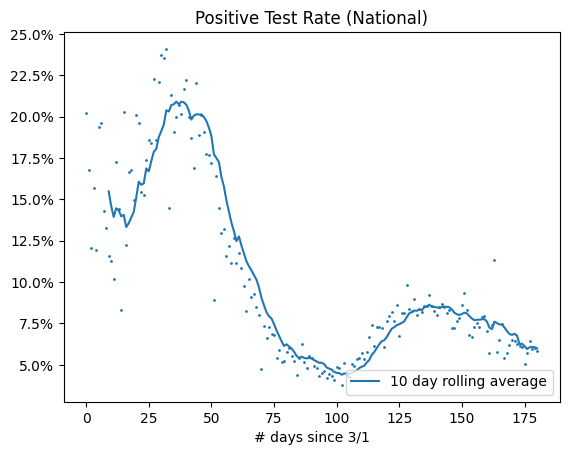 Positive Test Rate (National)
25.0%
22.5%
20.0%
17.5%
15.0%
12.5%
10.0%
7.5%
5.0%
10 day rolling average
0 25 50 75 100 125 150 175
# days since 3/1